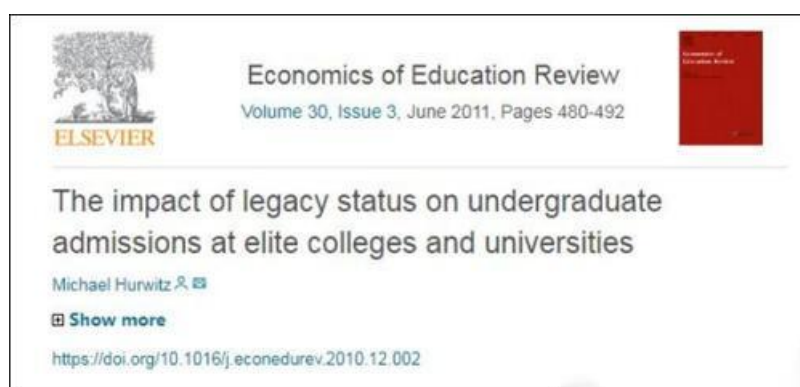 Economics of Education Review
Volume 30, Issue 3, June 2011, Pages 480-492
ELSEVIER
The impact of legacy status on undergraduate
admissions at elite colleges and universities
Michael Hurwitz
Show more
https://doi.org/10.1016/j.econedurev.2010.12.002